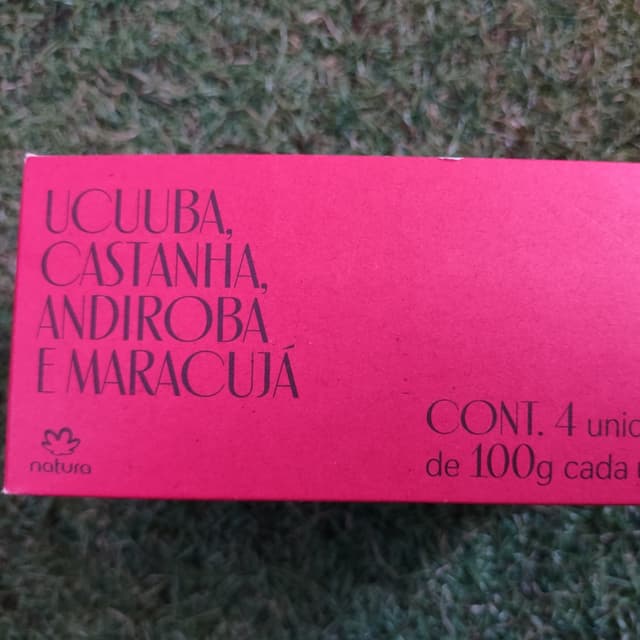 UCUUBA,
CASTANHA,
ANDIROBA
E MARACUJÁ
natura
CONT. 4
de 100g cada